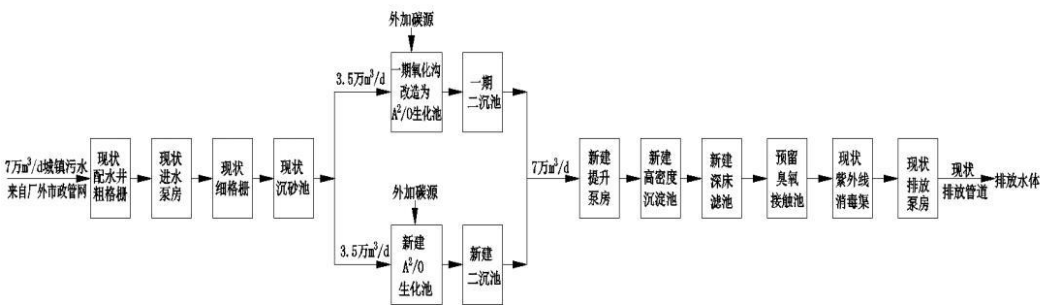 外加碳源
3.5万m³/d
一期氧化沟
改造为
A²/O生化池
一期
二沉池
7万m³/d城镇污水
来自厂外市政管网
现状
配水井
粗格栅
现状
进水
泵房
现状
细格栅
现状
沉砂池
外加碳源
3.5万m³/d
新建
A²/O
生化池
新建
二沉池
7万m³/d
新建
提升
泵房
新建
高密度
沉淀池
新建
深床
滤池
预留
臭氧
接触池
现状
紫外线
消毒渠
现状
排放
泵房
现状
排放管道
排放水体